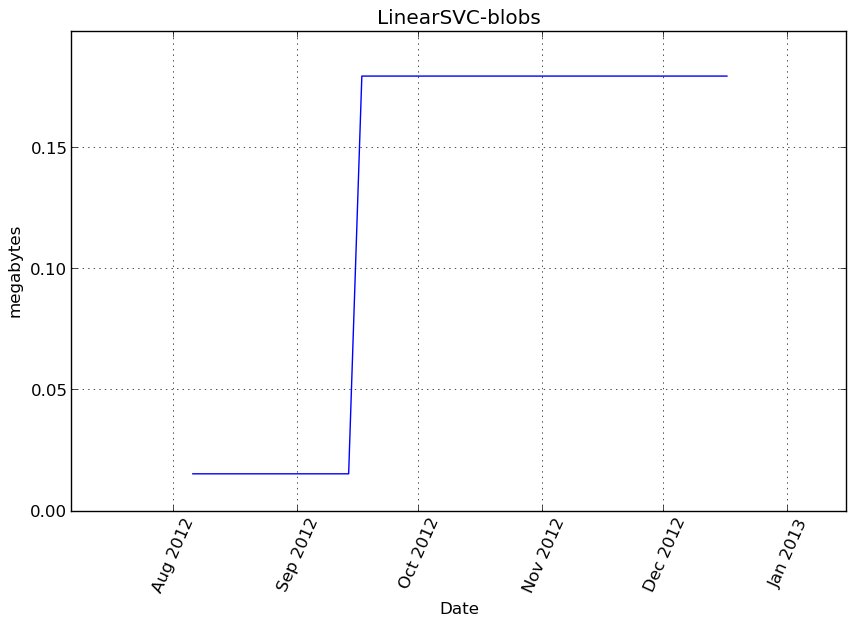 LinearSVC-blobs
megabytes
0.15
0.10
0.05
0.00
Aug 2012
Sep 2012
Oct 2012
Nov 2012
Dec 2012
Jan 2013
Date